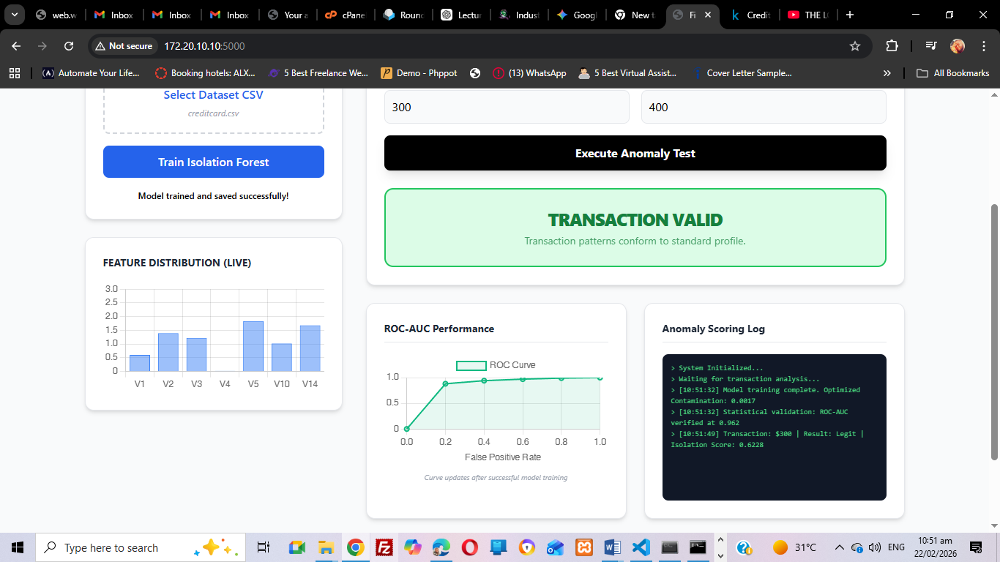 web.w
Inbox
Inbox
Inbox
Your a
cPane
Round
Lectur
Indust
Googl
New t
Fi
Credit
THE L
Not secure
172.20.10.10:5000
Automate Your Life...
Booking hotels: ALX...
5 Best Freelance We...
Demo - Phppot
(13) WhatsApp
5 Best Virtual Assist...
Cover Letter Sample...
All Bookmarks
Select Dataset CSV
creditcard.csv
Train Isolation Forest
Model trained and saved successfully!
FEATURE DISTRIBUTION (LIVE)
3.0
2.5
2.0
1.5
1.0
0.5
0
V1 V2 V3 V4 V5 V10 V14
300
400
Execute Anomaly Test
TRANSACTION VALID
Transaction patterns conform to standard profile.
ROC-AUC Performance
ROC Curve
1.0
0.5
0
0.0 0.2 0.4 0.6 0.8 1.0
False Positive Rate
Curve updates after successful model training
Anomaly Scoring Log
> System Initialized...
> Waiting for transaction analysis...
> [10:51:32] Model training complete. Optimized
Contamination: 0.0017
> [10:51:32] Statistical validation: ROC-AUC
verified at 0.962
> [10:51:49] Transaction: $300 | Result: Legit |
Isolation Score: 0.6228
Type here to search
31°C
ENG
10:51 am
22/02/2026